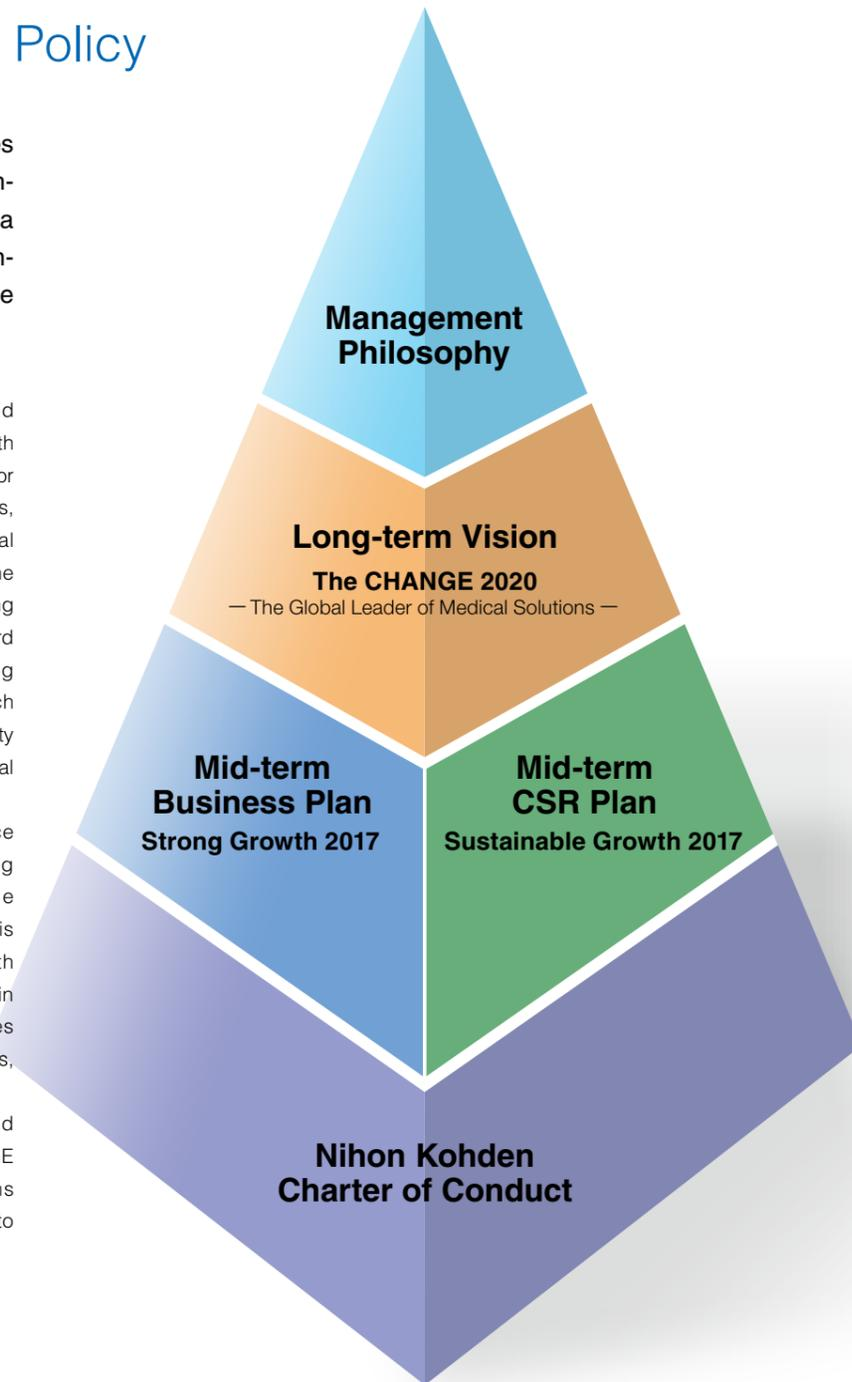 Policy
Management
Philosophy
Long-term Vision
The CHANGE 2020
— The Global Leader of Medical Solutions —
Mid-term
Business Plan
Strong Growth 2017
Mid-term
CSR Plan
Sustainable Growth 2017
Nihon Kohden
Charter of Conduct